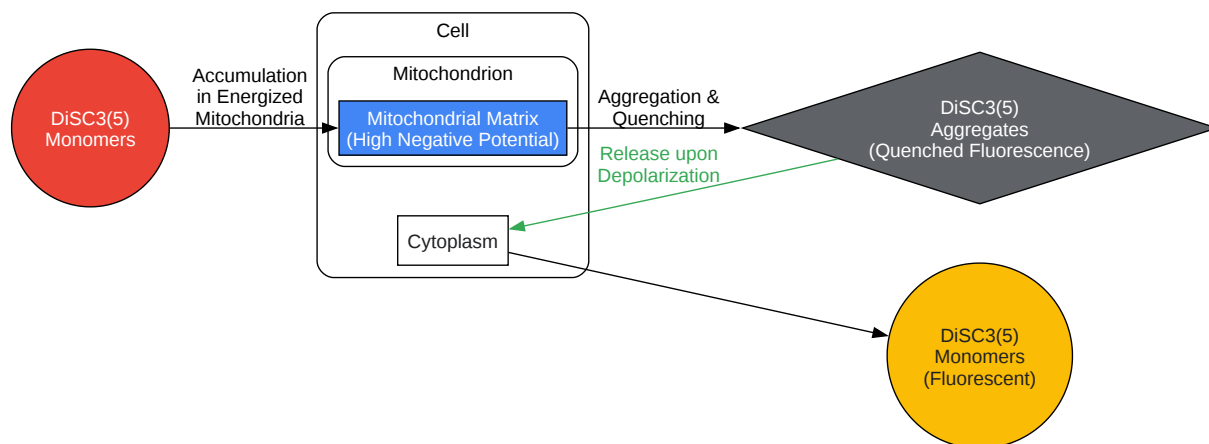 Cell
Mitochondrion
DiSC3(5)
Monomers
Accumulation
in Energized
Mitochondria
Mitochondrial Matrix
(High Negative Potential)
Aggregation &
Quenching
DiSC3(5)
Aggregates
(Quenched Fluorescence)
Release upon
Depolarization
Cytoplasm
DiSC3(5)
Monomers
(Fluorescent)